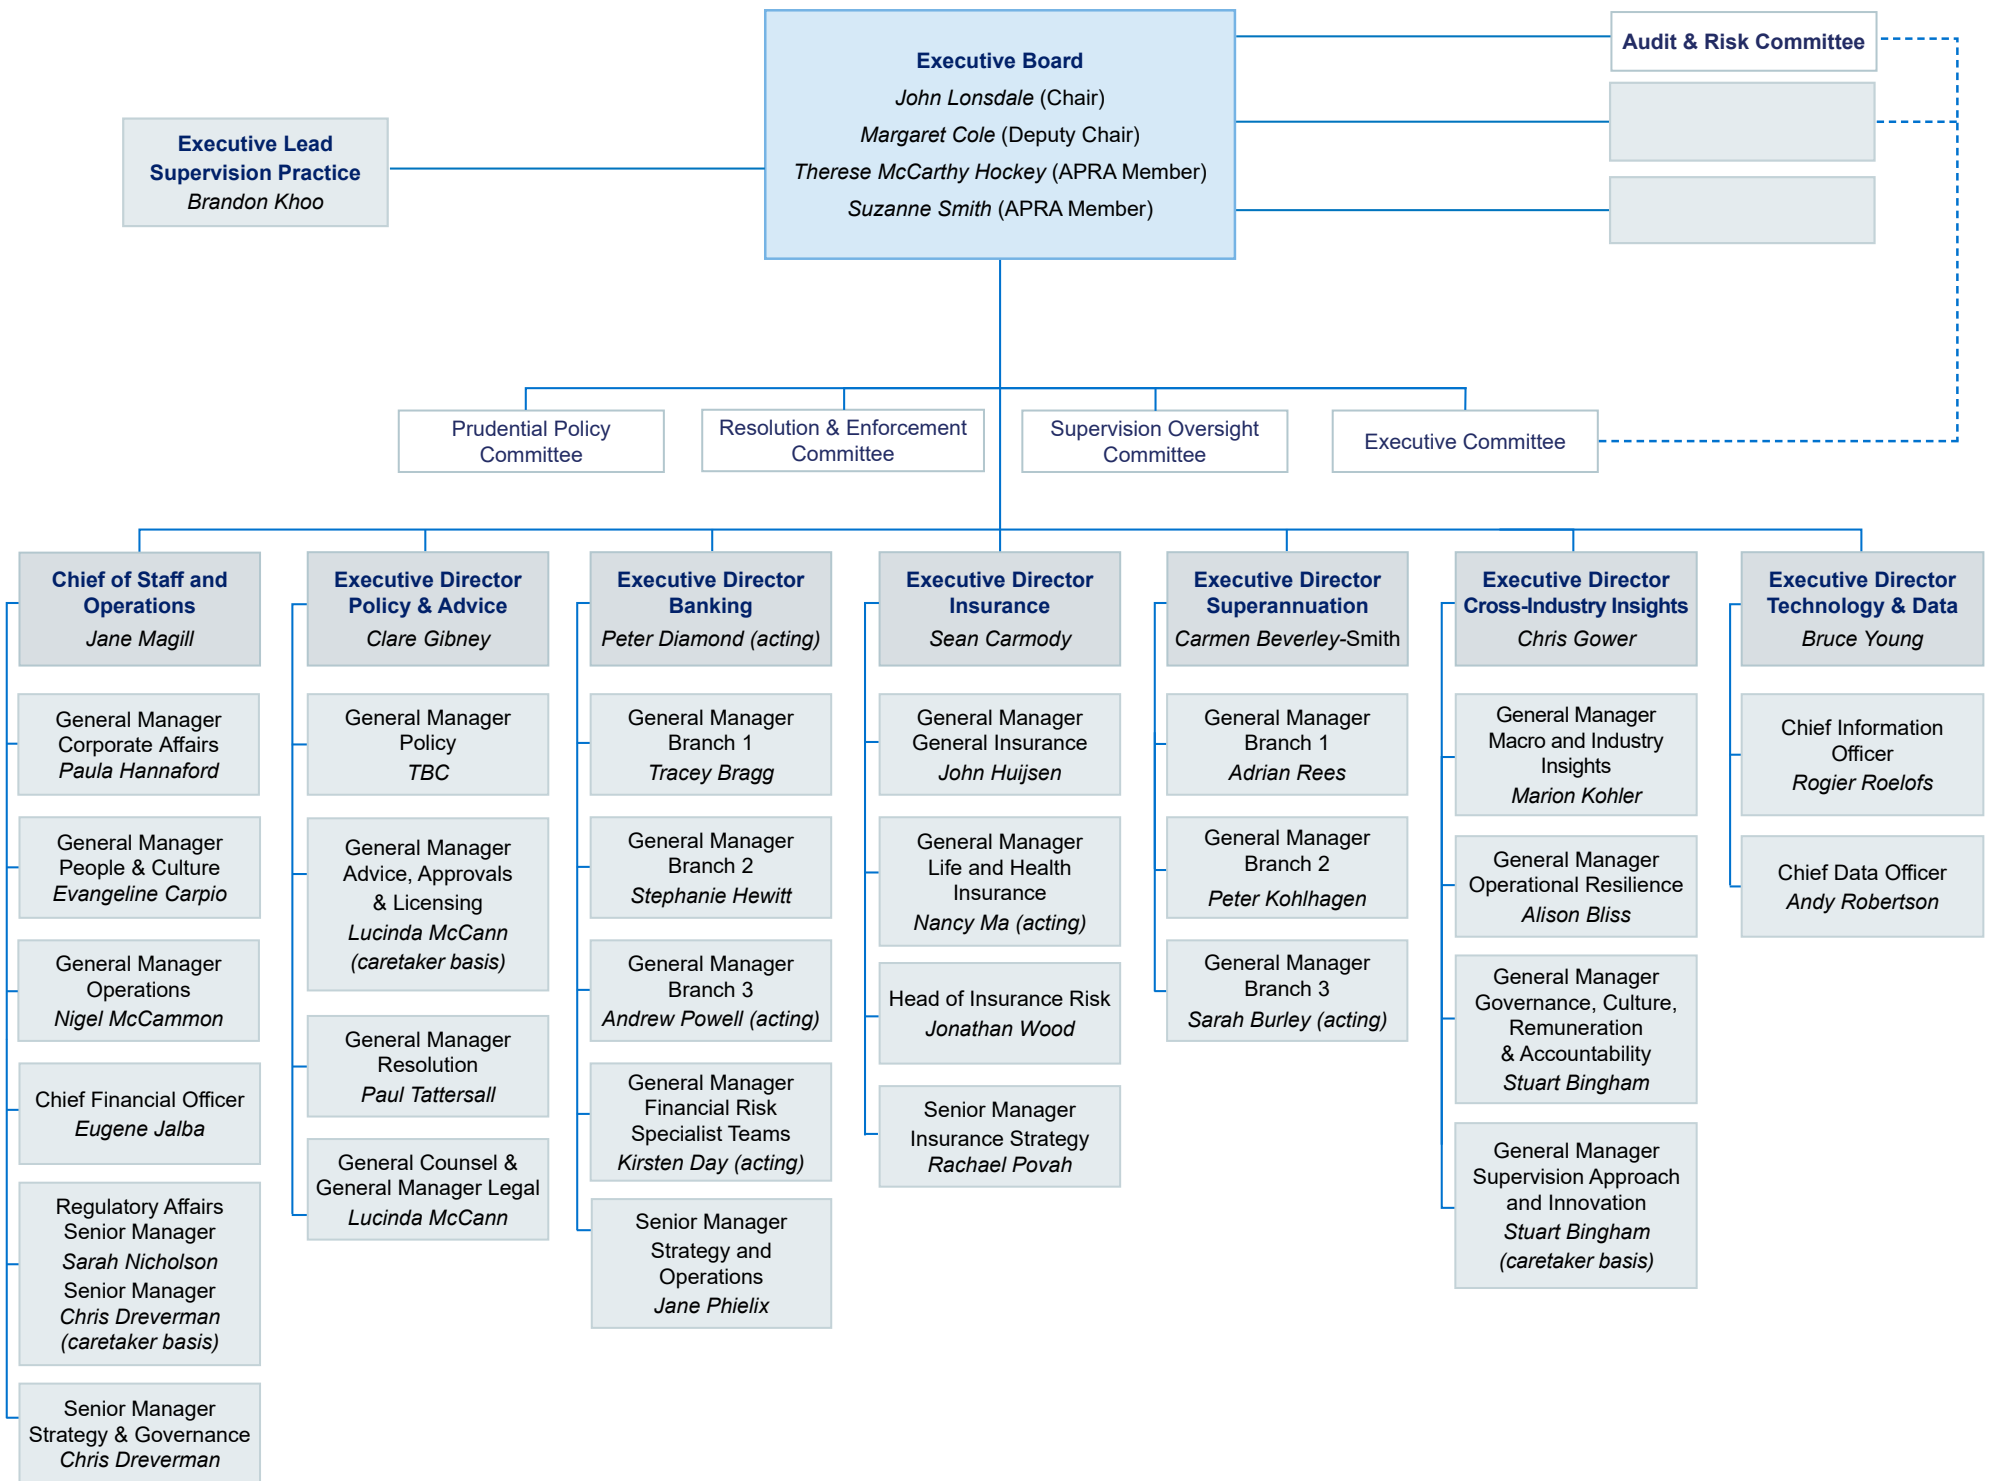 Executive Board
John Lonsdale (Chair)
Margaret Cole (Deputy Chair)
Therese McCarthy Hockey (APRA Member)
Suzanne Smith (APRA Member)
Audit & Risk Committee
Executive Lead
Supervision Practice
Brandon Khoo
Prudential Policy
Committee
Resolution & Enforcement
Committee
Supervision Oversight
Committee
Executive Committee
Chief of Staff and
Operations
Jane Magill
General Manager
Corporate Affairs
Paula Hannaford
General Manager
People & Culture
Evangeline Carpio
General Manager
Operations
Nigel McCammon
Chief Financial Officer
Eugene Jalba
Regulatory Affairs
Senior Manager
Sarah Nicholson
Senior Manager
Chris Dreverman
(caretaker basis)
Senior Manager
Strategy & Governance
Chris Dreverman
Executive Director
Policy & Advice
Clare Gibney
General Manager
Policy
TBC
General Manager
Advice, Approvals
& Licensing
Lucinda McCann
(caretaker basis)
General Manager
Resolution
Paul Tattersall
General Counsel &
General Manager Legal
Lucinda McCann
Executive Director
Banking
Peter Diamond (acting)
General Manager
Branch 1
Tracey Bragg
General Manager
Branch 2
Stephanie Hewitt
General Manager
Branch 3
Andrew Powell (acting)
General Manager
Financial Risk
Specialist Teams
Kirsten Day (acting)
Senior Manager
Strategy and
Operations
Jane Phielix
Executive Director
Insurance
Sean Carmody
General Manager
General Insurance
John Huijsen
General Manager
Life and Health
Insurance
Nancy Ma (acting)
Head of Insurance Risk
Jonathan Wood
Senior Manager
Insurance Strategy
Rachael Povah
Executive Director
Superannuation
Carmen Beverley-Smith
General Manager
Branch 1
Adrian Rees
General Manager
Branch 2
Peter Kohlhagen
General Manager
Branch 3
Sarah Burley (acting)
Executive Director
Cross-Industry Insights
Chris Gower
General Manager
Macro and Industry
Insights
Marion Kohler
General Manager
Operational Resilience
Alison Bliss
General Manager
Governance, Culture,
Remuneration
& Accountability
Stuart Bingham
General Manager
Supervision Approach
and Innovation
Stuart Bingham
(caretaker basis)
Executive Director
Technology & Data
Bruce Young
Chief Information
Officer
Rogier Roelofs
Chief Data Officer
Andy Robertson